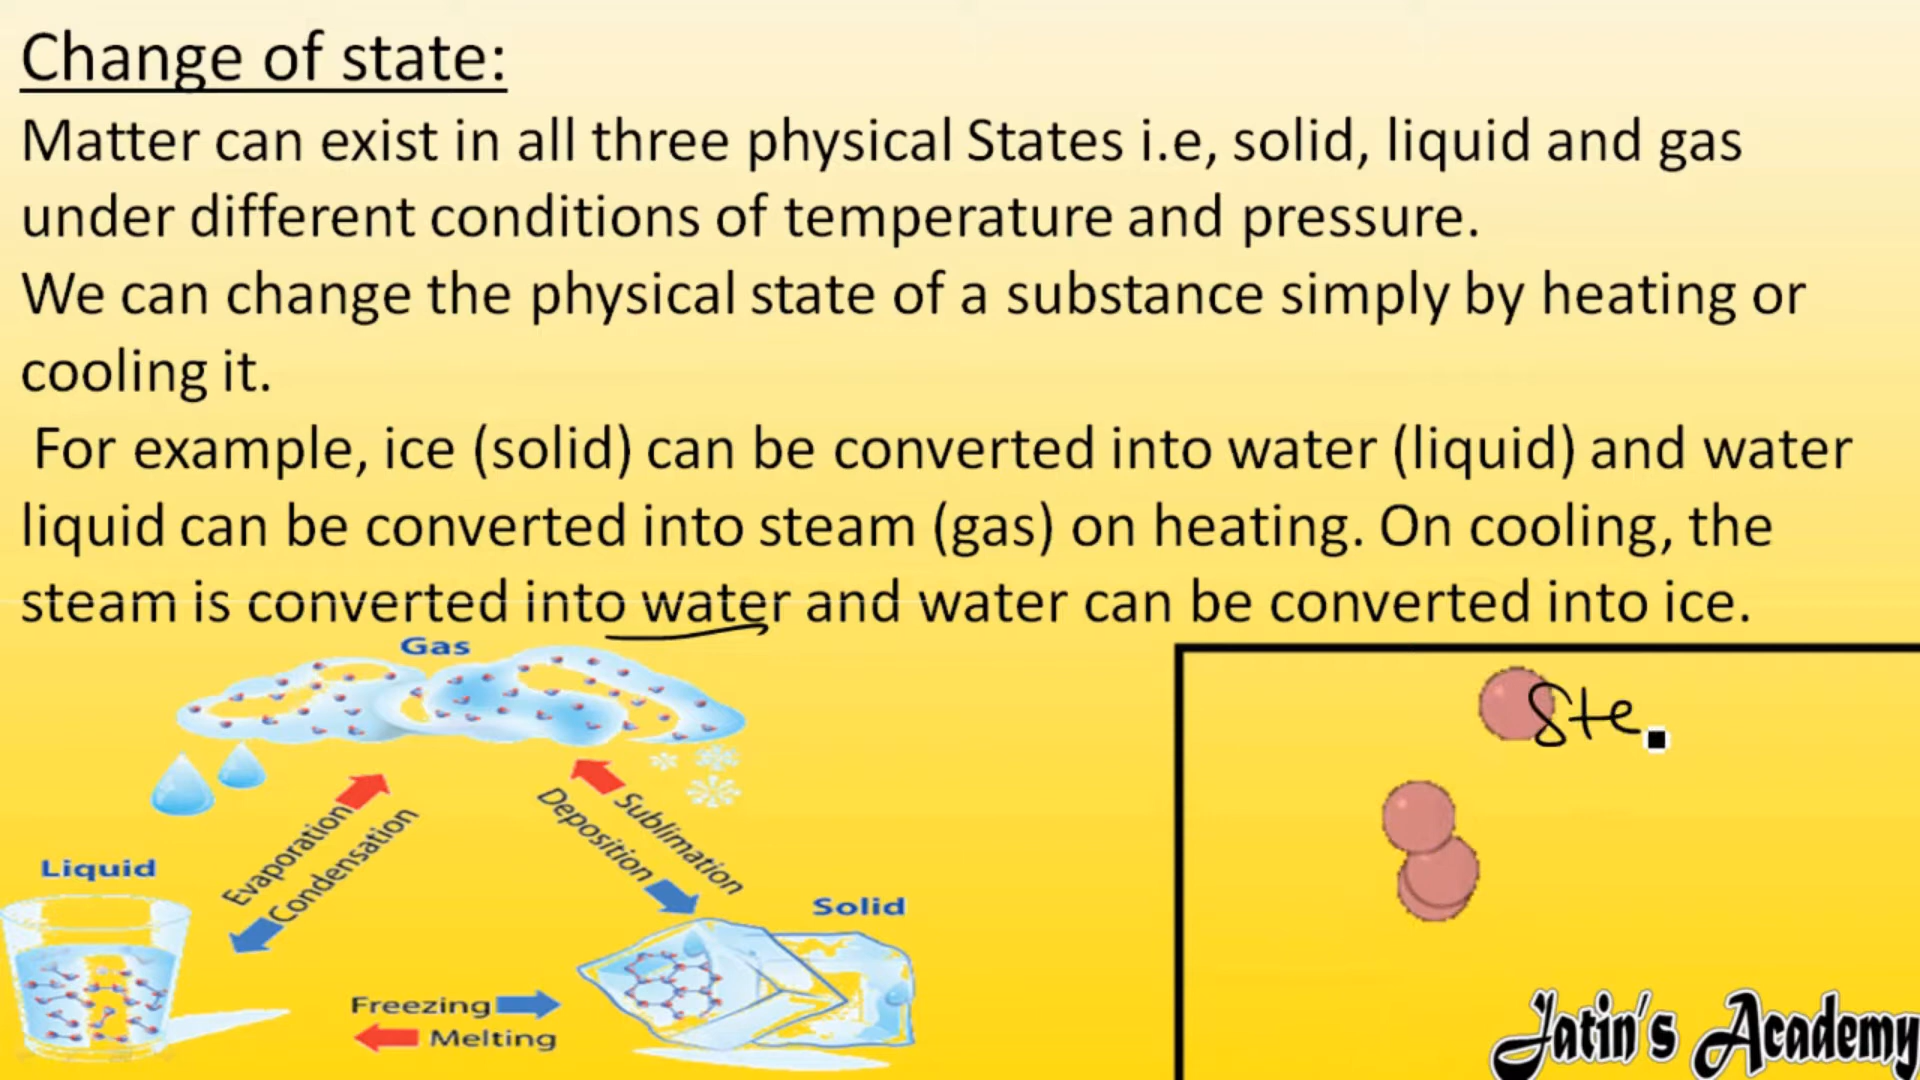 Change of state:
Matter can exist in all three physical States i.e, solid, liquid and gas
under different conditions of temperature and pressure.
We can change the physical state of a substance simply by heating or
cooling it.
For example, ice (solid) can be converted into water (liquid) and water
liquid can be converted into steam (gas) on heating. On cooling, the
steam is converted into water and water can be converted into ice.
Gas
Ste
Evaporation
Condensation
Deposition
Sublimation
Liquid
Solid
Freezing
Melting
Jatin's Academy